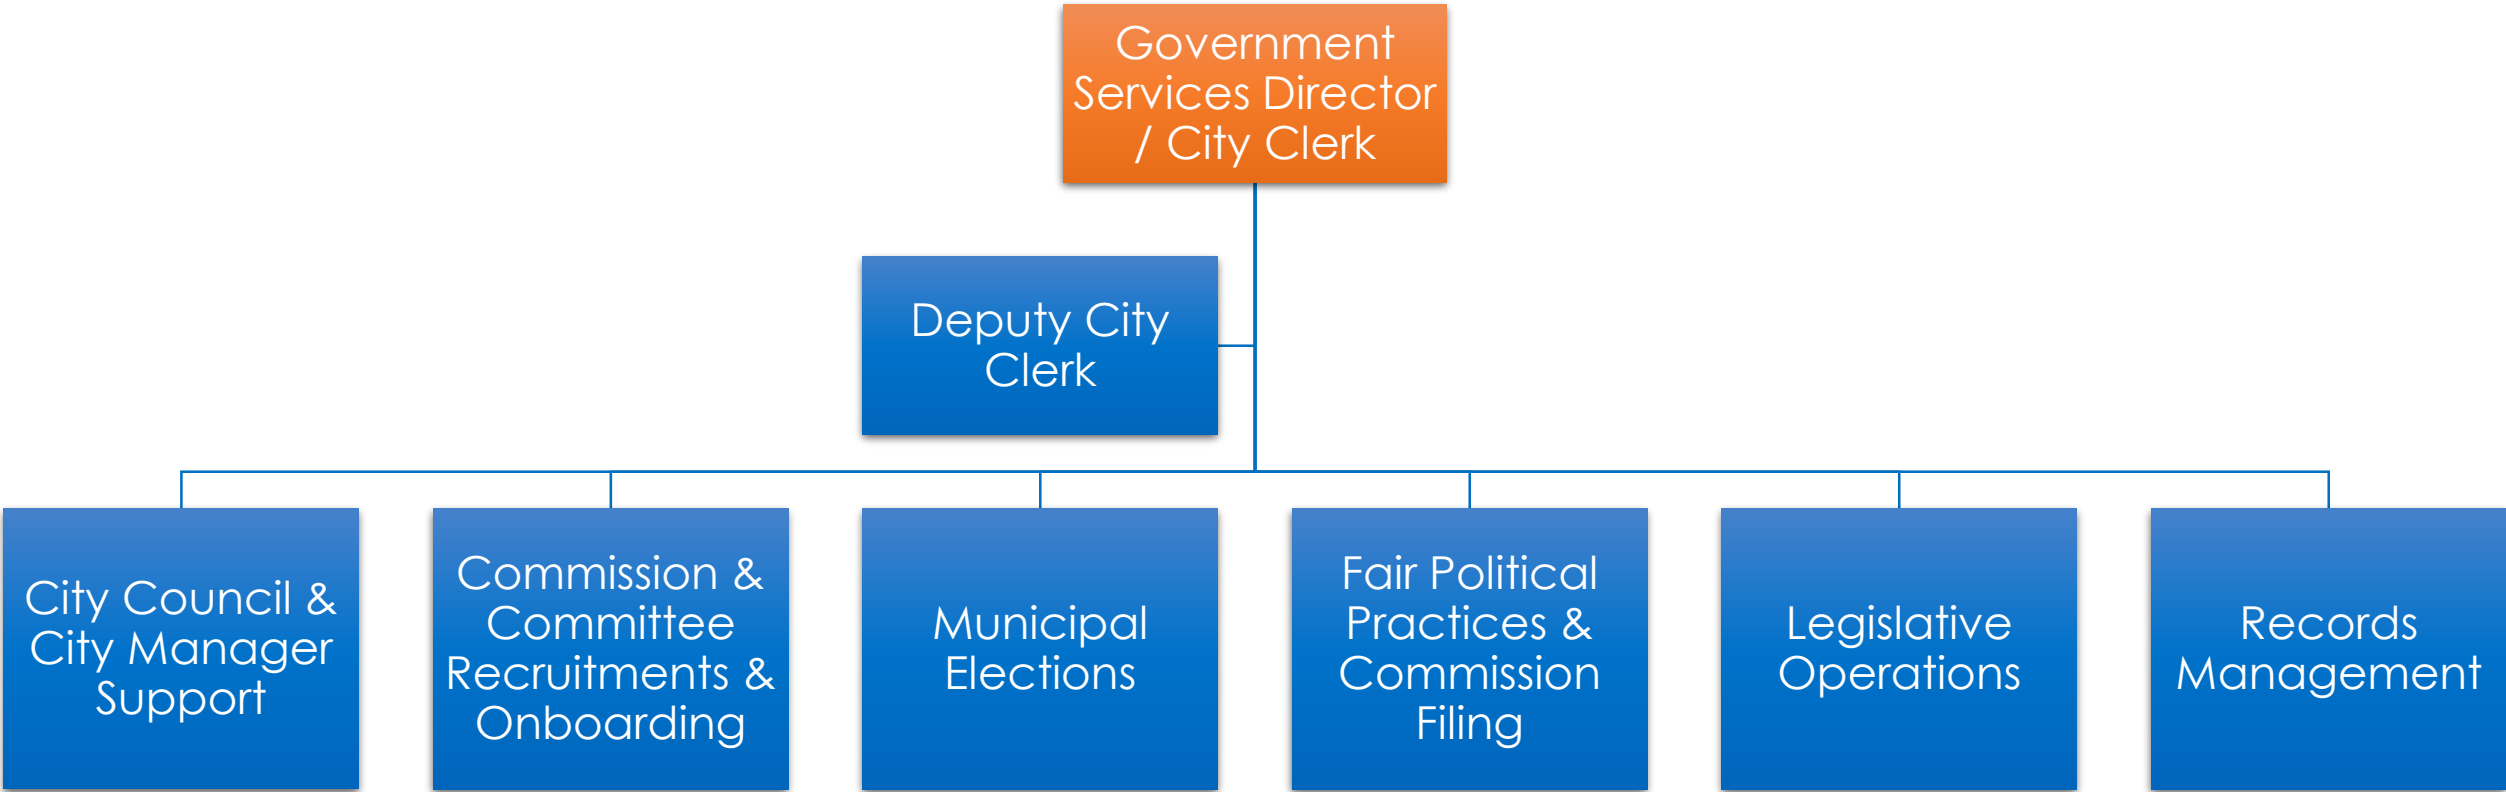 Government
Services Director
/ City Clerk
Deputy City
Clerk
City Council &
City Manager
Support
Commission &
Committee
Recruitments &
Onboarding
Municipal
Elections
Fair Political
Practices &
Commission
Filing
Legislative
Operations
Records
Management